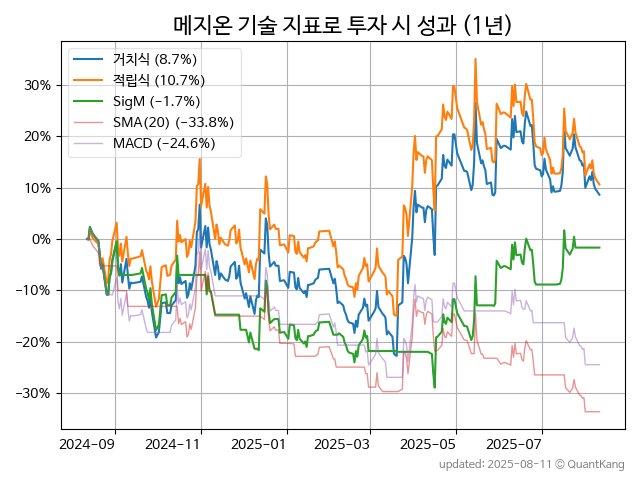 메지온 기술 지표로 투자 시 성과 (1년)
거치식 (8.7%)
적립식 (10.7%)
SigM (−1.7%)
SMA(20) (−33.8%)
MACD (−24.6%)
30%
20%
10%
0%
−10%
−20%
−30%
2024−09 2024−11 2025−01 2025−03 2025−05 2025−07
updated: 2025-08-11 © QuantKang